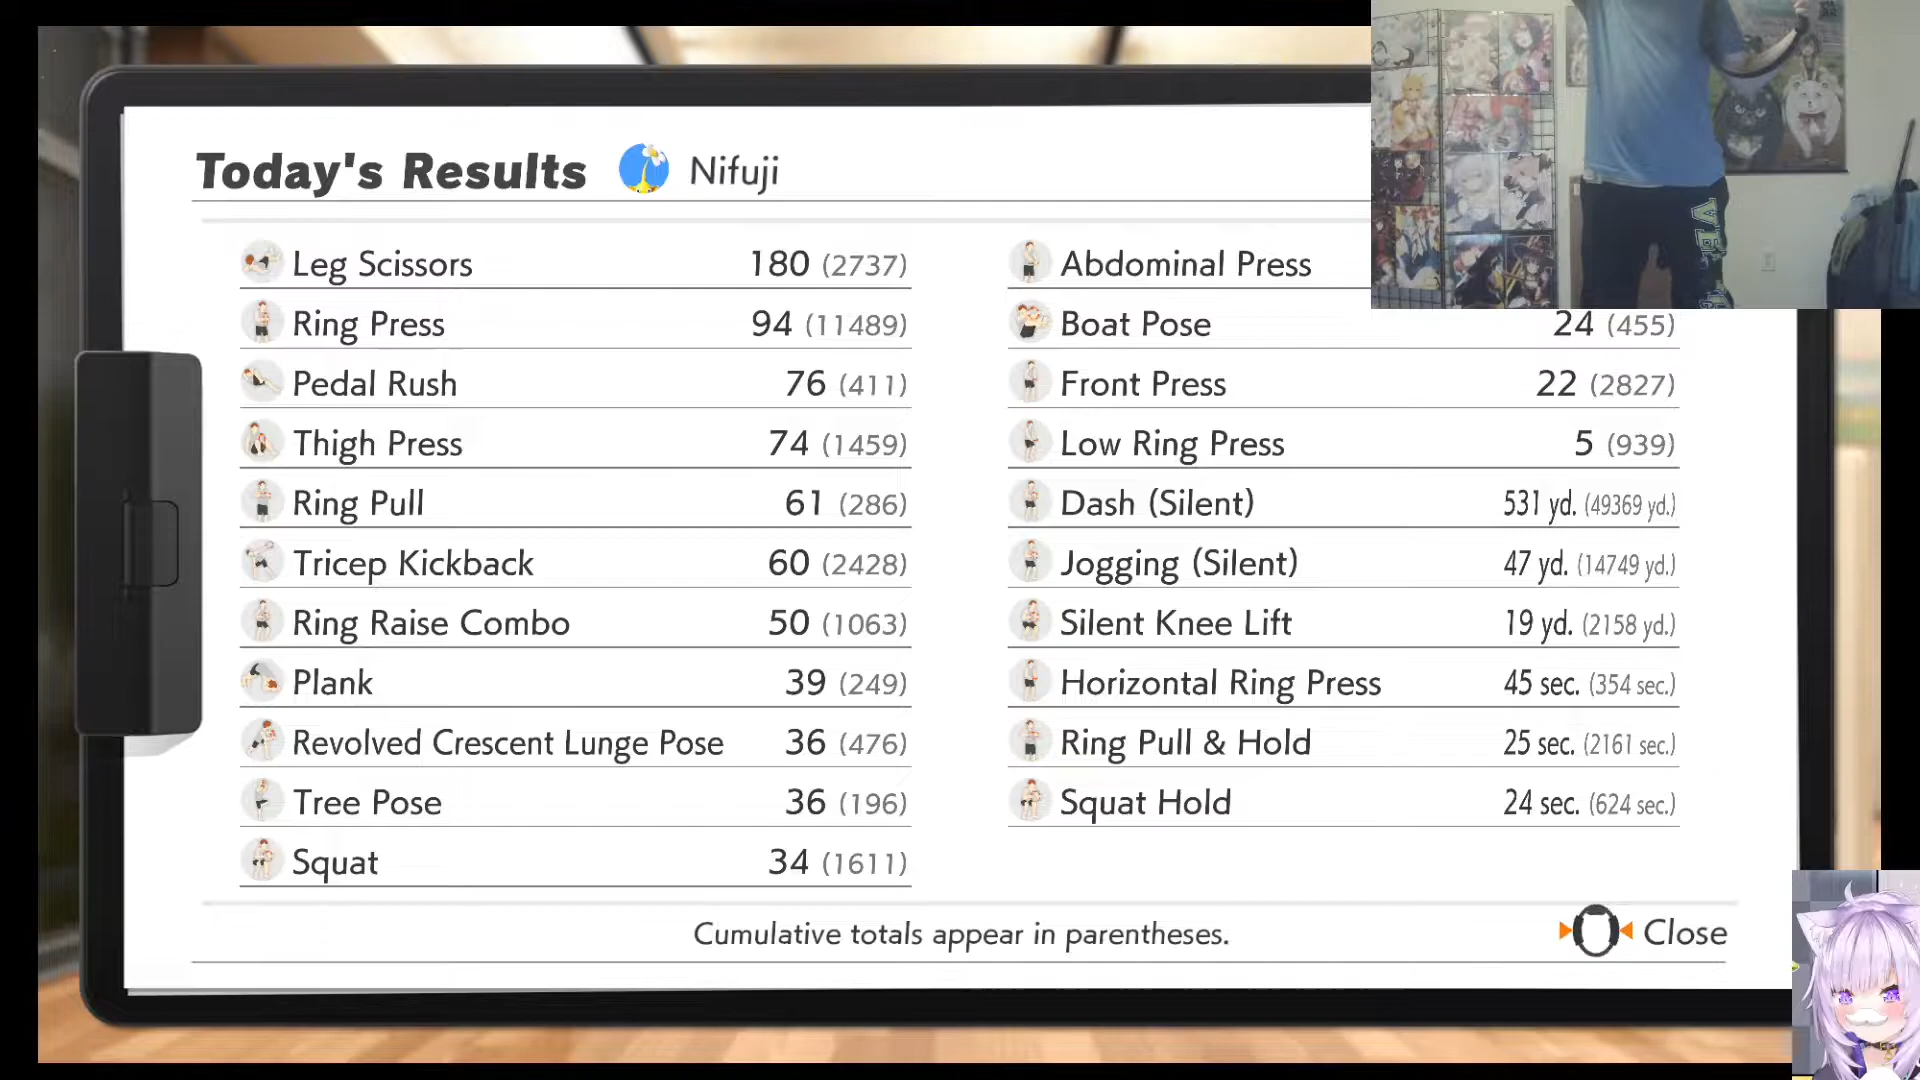 Today's Results Nifuji
Leg Scissors 180 (2737)
Ring Press 94 (11489)
Pedal Rush 76 (411)
Thigh Press 74 (1459)
Ring Pull 61 (286)
Tricep Kickback 60 (2428)
Ring Raise Combo 50 (1063)
Plank 39 (249)
Revolved Crescent Lunge Pose 36 (476)
Tree Pose 36 (196)
Squat 34 (1611)
Abdominal Press
Boat Pose 24 (455)
Front Press 22 (2827)
Low Ring Press 5 (939)
Dash (Silent) 531 yd. (49369 yd.)
Jogging (Silent) 47 yd. (14749 yd.)
Silent Knee Lift 19 yd. (2158 yd.)
Horizontal Ring Press 45 sec. (354 sec.)
Ring Pull & Hold 25 sec. (2161 sec.)
Squat Hold 24 sec. (624 sec.)
Cumulative totals appear in parentheses.
Close